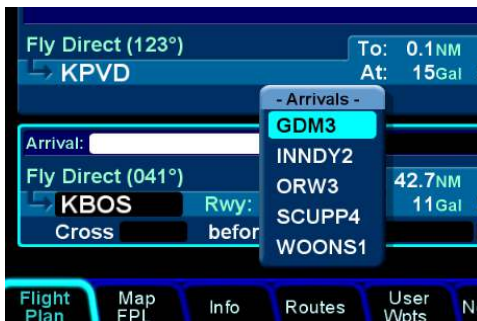 Fly Direct (123°)
To: 0.1NM
KPVD
At: 15Gal
- Arrivals -
GDM3
INNDY2
ORW3
SCUPP4
WOONS1
Arrival:
Fly Direct (041°)
42.7NM
KBOS
Rwy:
11Gal
Cross
Flight Plan
Map FPL
Info
Routes
User Wpts